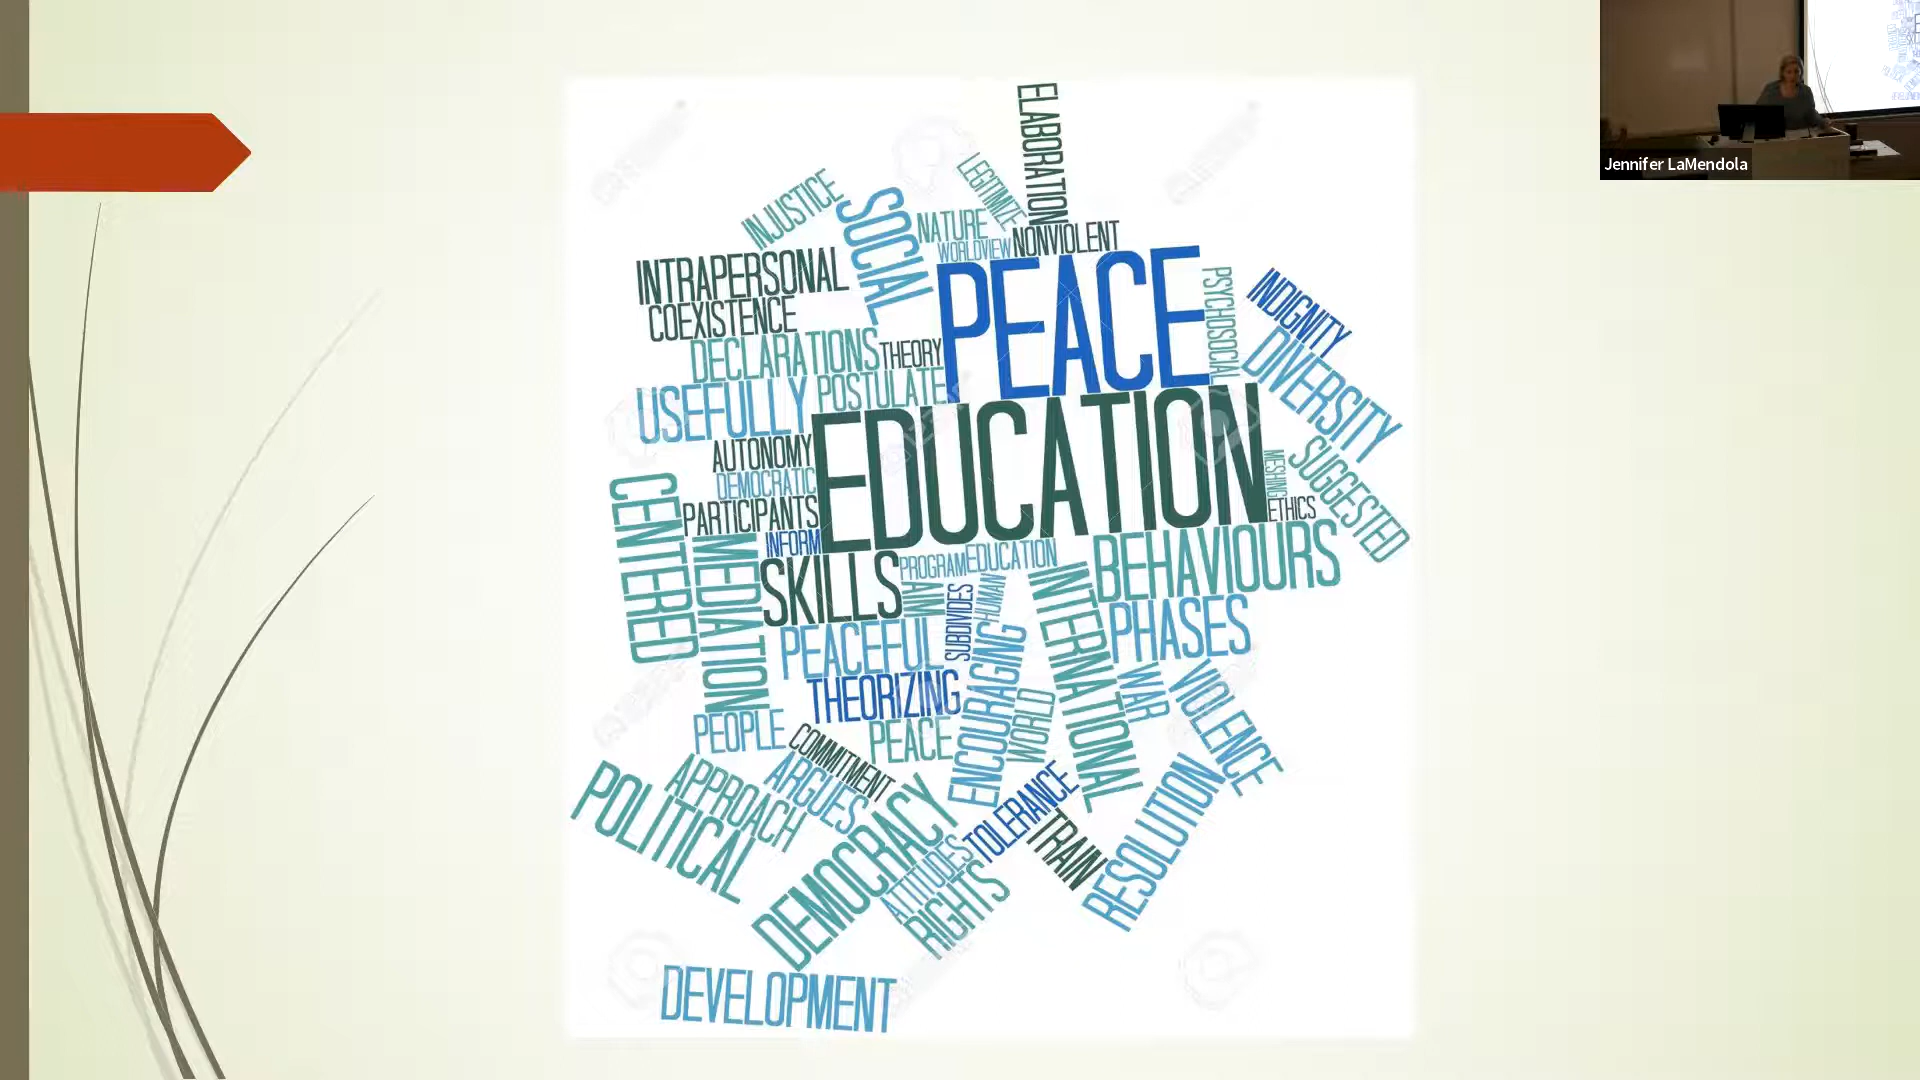 ELABORATION
LEGITIMIZE
INJUSTICE
SOCIAL
NATURE
WORLDVIEW
NONVIOLENT
INTRAPERSONAL
COEXISTENCE
PEACE
PSYCHOSOCIAL
INDIGNITY
DIVERSITY
DECLARATIONS
THEORY
USEFULLY
POSTULATE
EDUCATION
AUTONOMY
DEMOCRATIC
PARTICIPANTS
INFORM
MESHING
ETHICS
SUGGESTED
CENTERED
MEDIATION
SKILLS
PROGRAM
EDUCATION
BEHAVIOURS
AIM
SUBDIVIDES
HUMAN
INTERNATIONAL
PHASES
PEACEFUL
THEORIZING
ENCOURAGING
WORLD
WAR
VIOLENCE
PEOPLE
PEACE
COMMITMENT
ARGUES
APPROACH
POLITICAL
DEMOCRACY
ATTITUDES
TOLERANCE
TRAIN
RESOLUTION
RIGHTS
DEVELOPMENT
Jennifer LaMendola